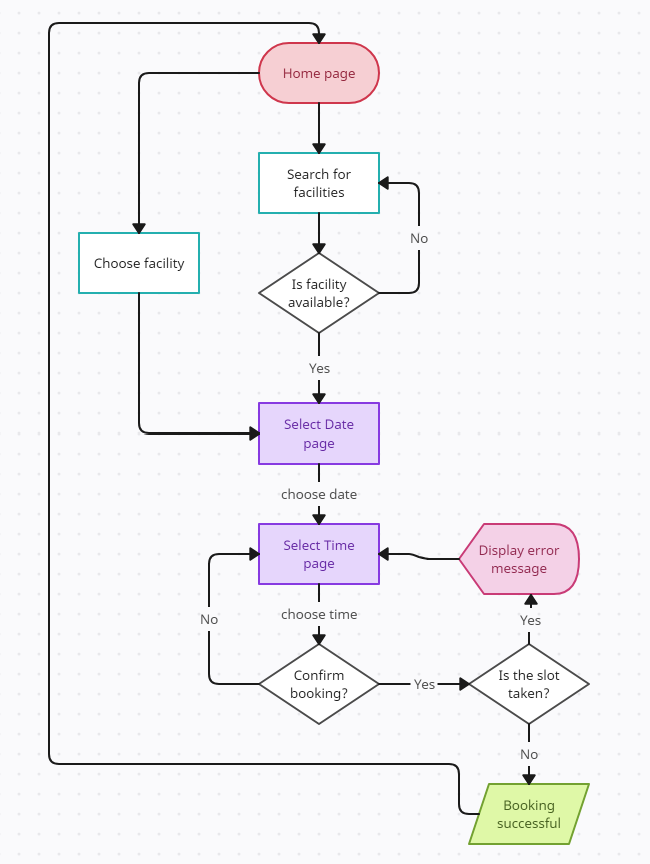 Home page
Search for
facilities
No
Choose facility
Is facility
available?
Yes
Select Date
page
choose date
Select Time
page
Display error
message
No
choose time
Yes
Confirm
booking?
Yes
Is the slot
taken?
No
Booking
successful